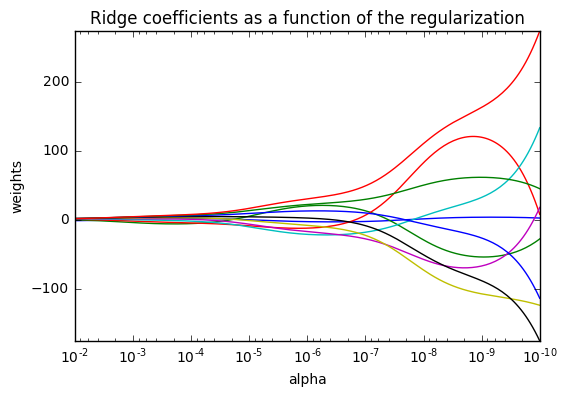 Ridge coefficients as a function of the regularization
200
100
0
−100
weights
10⁻² 10⁻³ 10⁻⁴ 10⁻⁵ 10⁻⁶ 10⁻⁷ 10⁻⁸ 10⁻⁹ 10⁻¹⁰
alpha